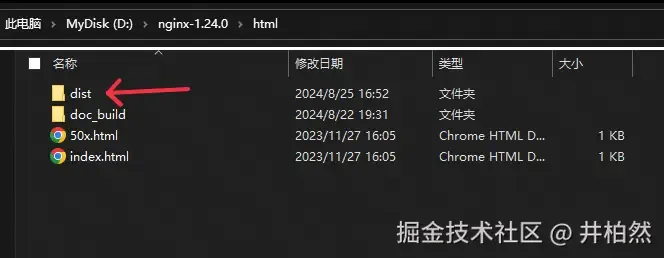 此电脑 › MyDisk (D:) › nginx-1.24.0 › html
名称 修改日期 类型 大小
dist 2024/8/25 16:52 文件夹
doc_build 2024/8/22 19:31 文件夹
50x.html 2023/11/27 16:05 Chrome HTML D... 1 KB
index.html 2023/11/27 16:05 Chrome HTML D... 1 KB
掘金技术社区 @ 井柏然